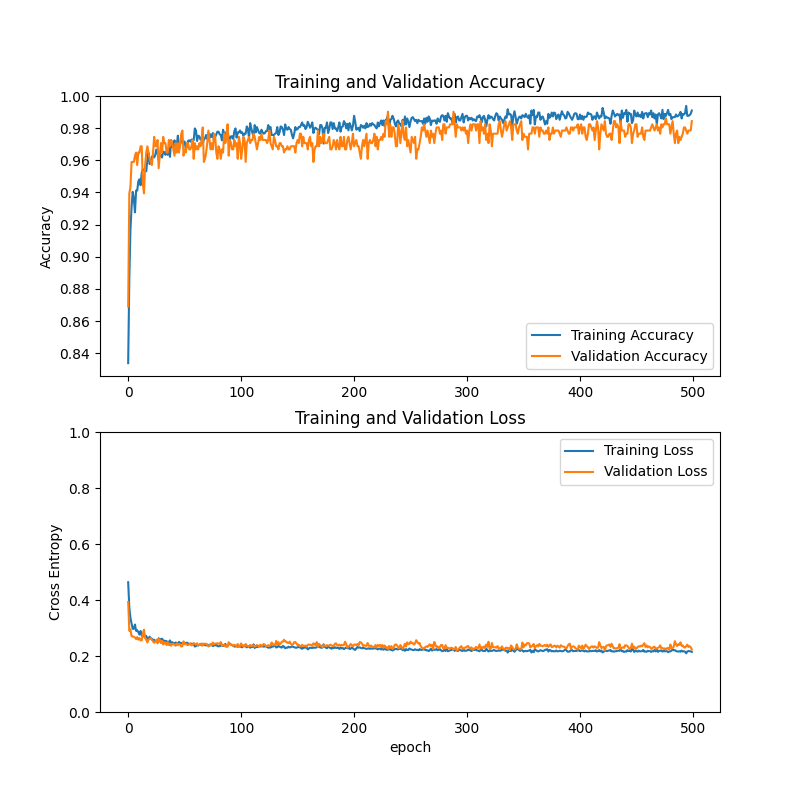 Training and Validation Accuracy
1.00
0.98
0.96
0.94
0.92
0.90
0.88
0.86
0.84
Accuracy
Training Accuracy
Validation Accuracy
0 100 200 300 400 500
Training and Validation Loss
1.0
0.8
0.6
0.4
0.2
0.0
Cross Entropy
Training Loss
Validation Loss
0 100 200 300 400 500
epoch